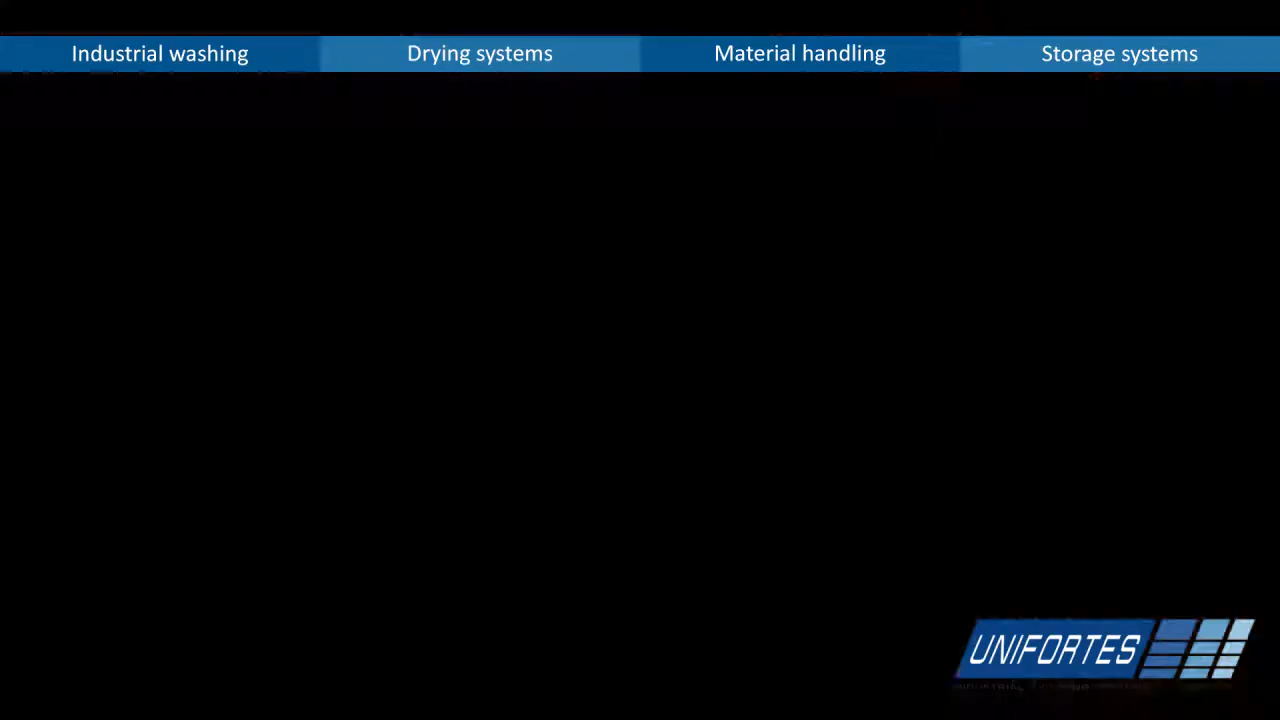 Industrial washing
Drying systems
Material handling
Storage systems
UNIFORTES